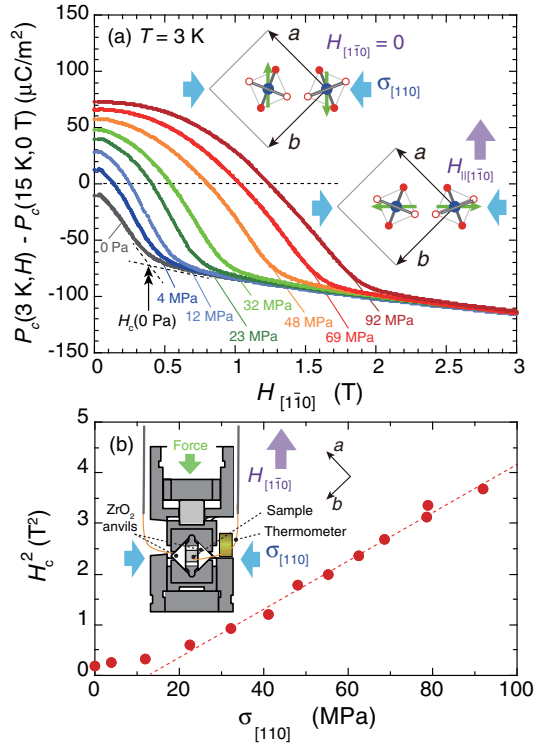 (a) T = 3 K
H[11̅0] = 0
a
σ[110]
b
a
H||[11̅0]
b
P_c(3 K,H) - P_c(15 K,0 T) (μC/m²)
150
100
50
0
-50
-100
-150
0 Pa
4 MPa
12 MPa
23 MPa
32 MPa
48 MPa
69 MPa
92 MPa
H_c(0 Pa)
0 0.5 1 1.5 2 2.5 3
H[11̅0] (T)
(b)
Force
H[11̅0]
a
b
ZrO₂
anvils
Sample
Thermometer
σ[110]
H_c² (T²)
5
4
3
2
1
0
0 20 40 60 80 100
σ[110] (MPa)